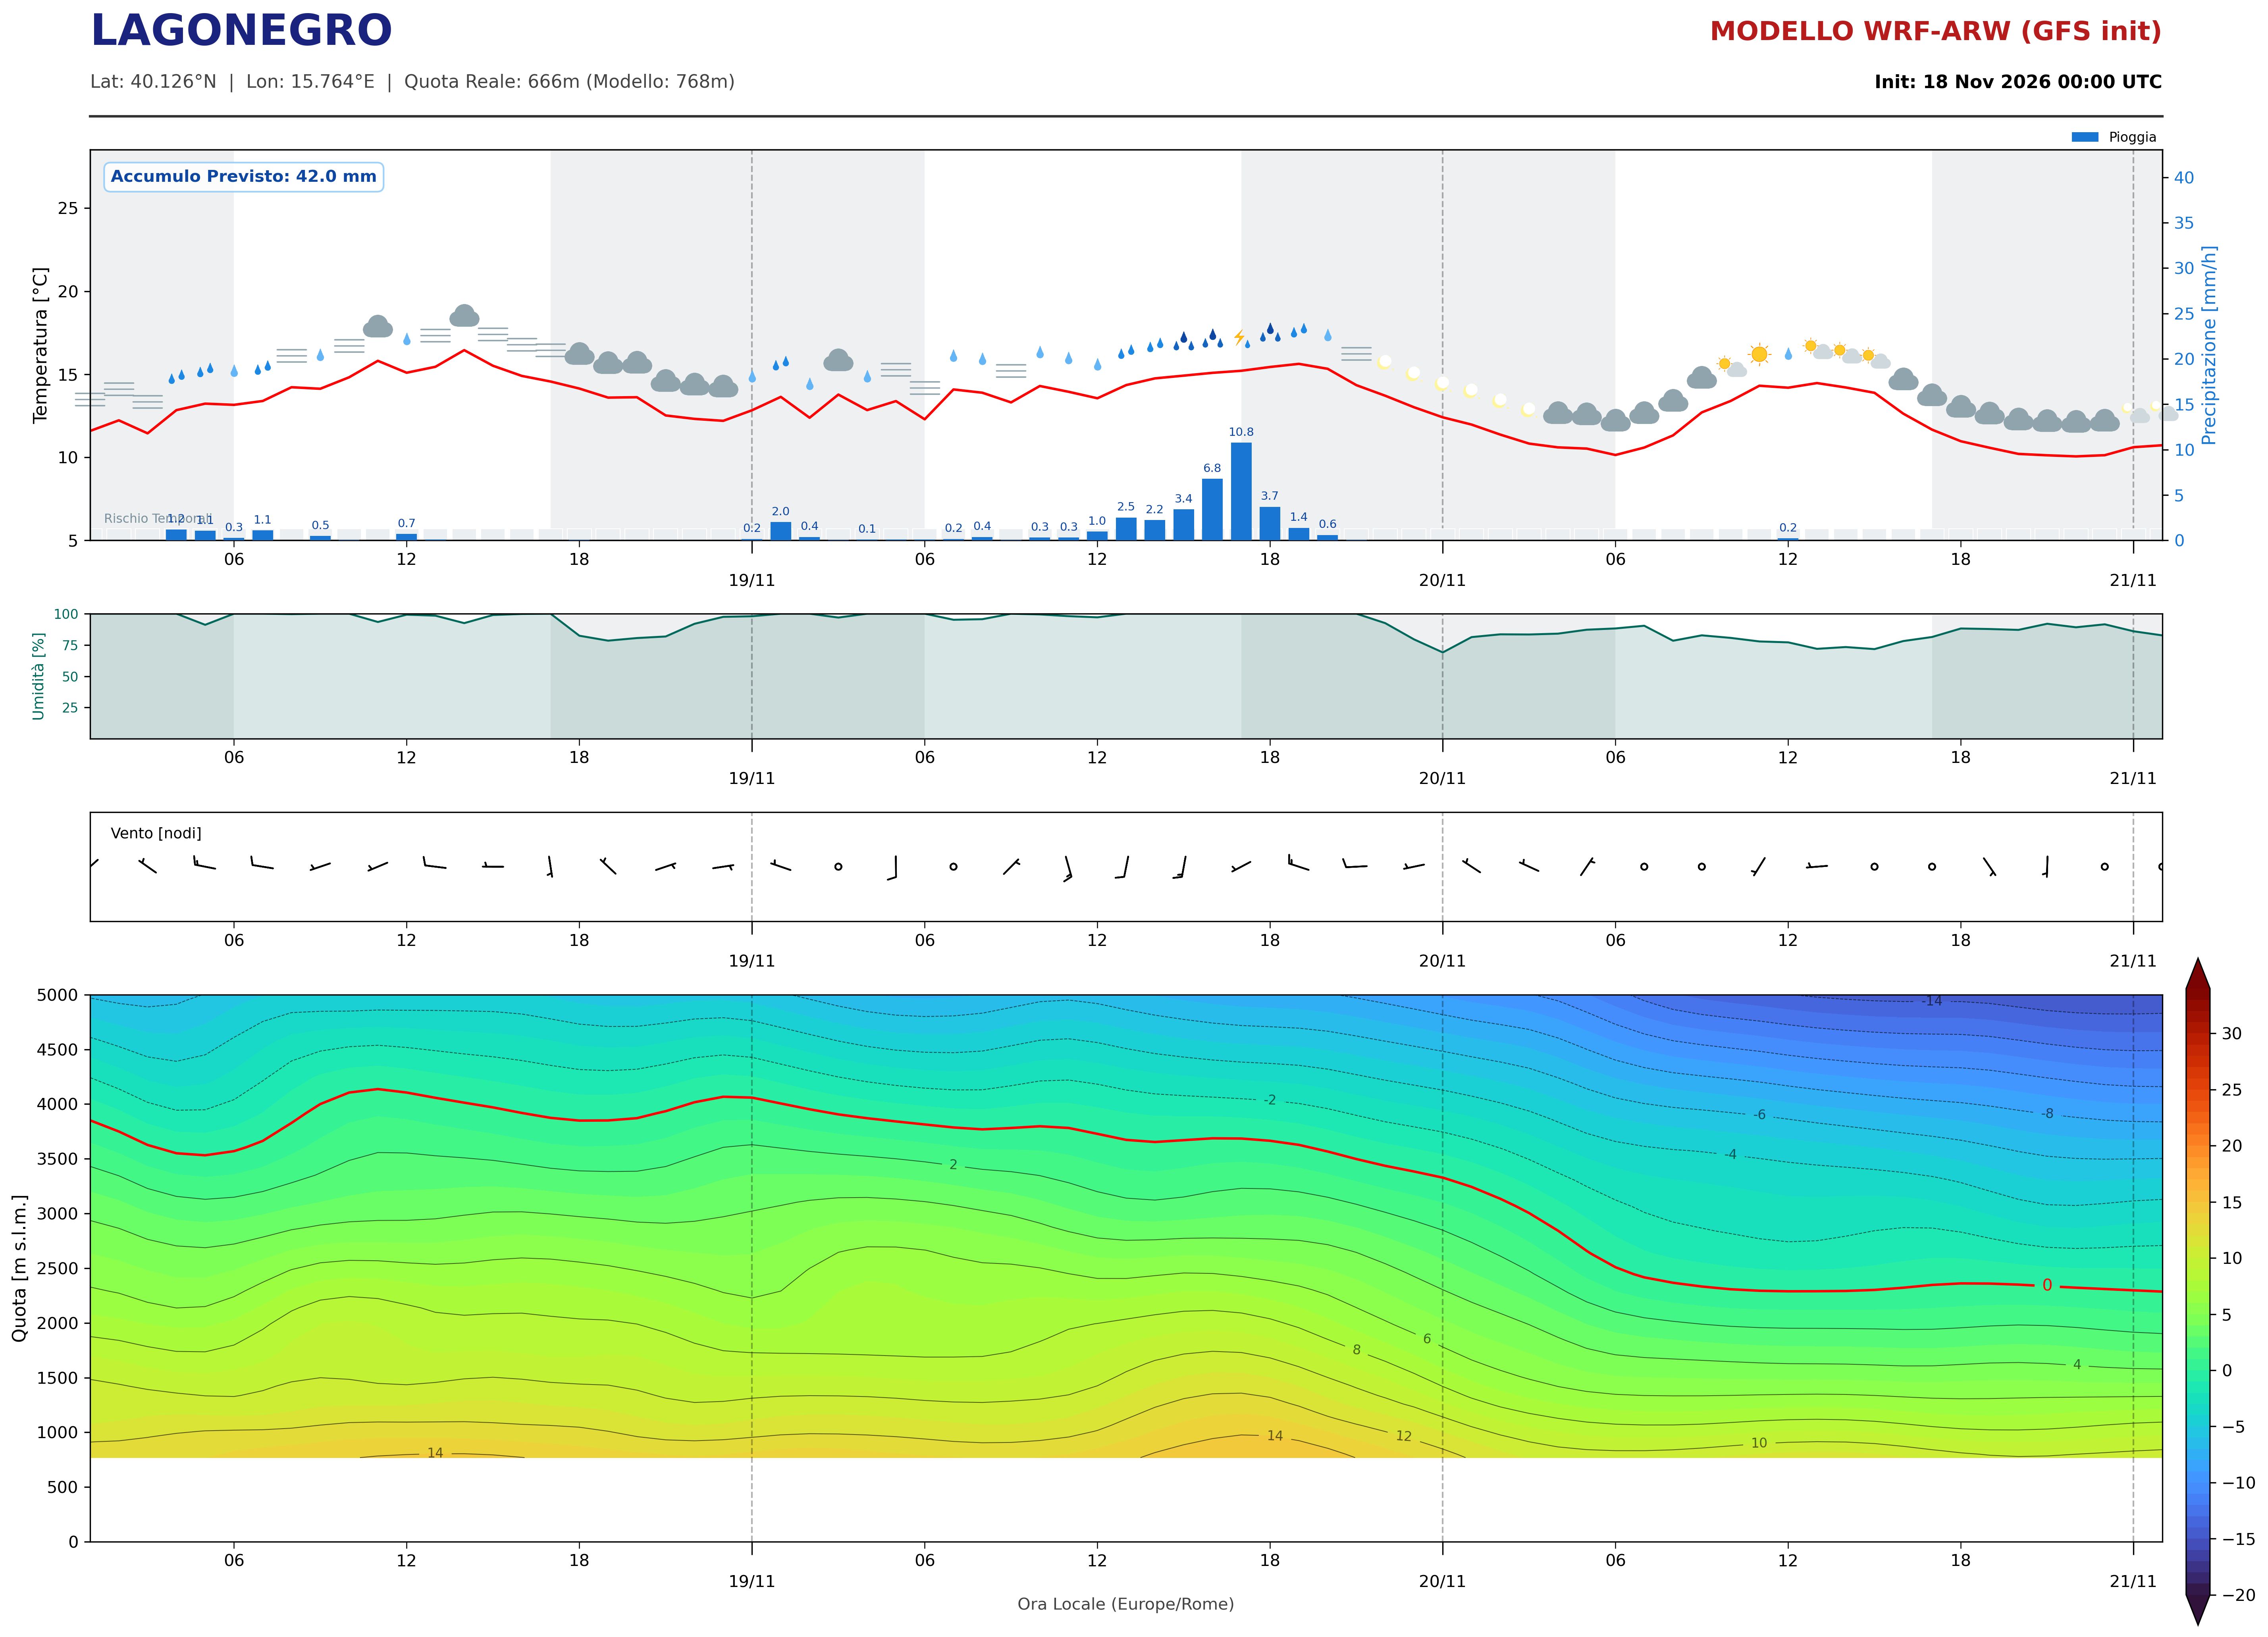 LAGONEGRO
MODELLO WRF-ARW (GFS init)
Lat: 40.126°N | Lon: 15.764°E | Quota Reale: 666m (Modello: 768m)
Init: 18 Nov 2026 00:00 UTC
Pioggia
Accumulo Previsto: 42.0 mm
Temperatura [°C]
25
20
15
10
5
Precipitazione [mm/h]
40
35
30
25
20
15
10
5
0
Rischio Temporali
1.2 1.1 0.3 1.1 0.5 0.7 0.2 2.0 0.4 0.1 0.2 0.4 0.3 0.3 1.0 2.5 2.2 3.4 6.8 10.8 3.7 1.4 0.6 0.2
06 12 18 06 12 18 06 12 18
19/11 20/11 21/11
Umidità [%]
100
75
50
25
06 12 18 06 12 18 06 12 18
19/11 20/11 21/11
Vento [nodi]
06 12 18 06 12 18 06 12 18
19/11 20/11 21/11
Quota [m s.l.m.]
5000
4500
4000
3500
3000
2500
2000
1500
1000
500
0
-14
-2
-6
-8
2
-4
0
6
8
4
14
14
12
10
30
25
20
15
10
5
0
−5
−10
−15
−20
06 12 18 06 12 18 06 12 18
19/11 20/11 21/11
Ora Locale (Europe/Rome)